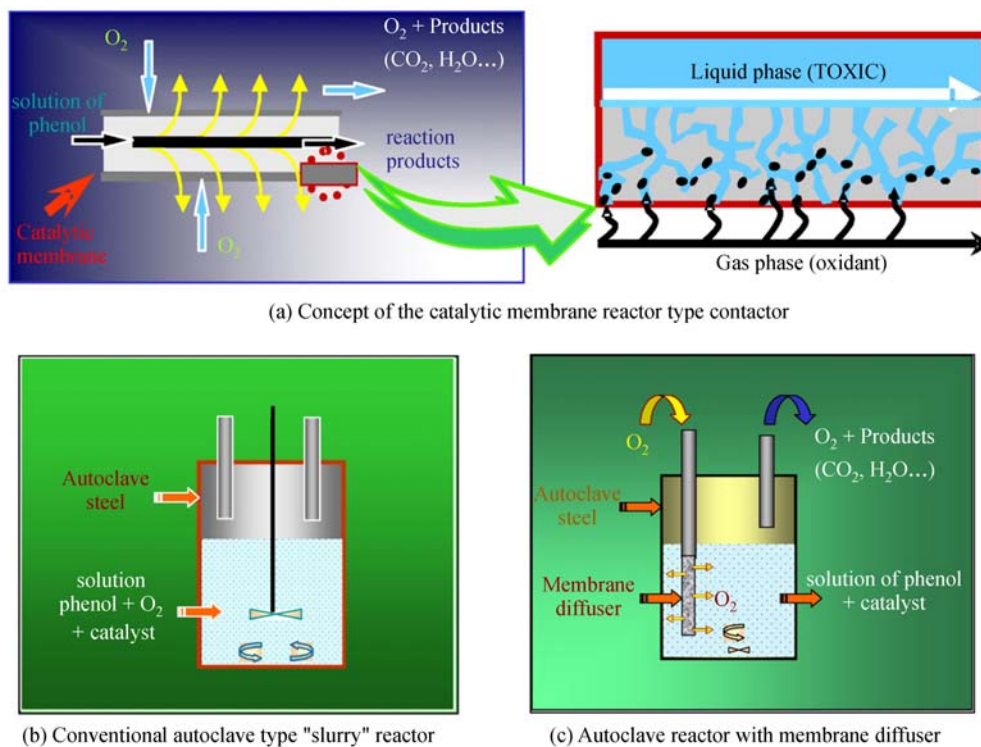 O2
O2 + Products
(CO2, H2O...)
solution of
phenol
reaction
products
Catalytic
membrane
O2
Liquid phase (TOXIC)
Gas phase (oxidant)
(a) Concept of the catalytic membrane reactor type contactor
Autoclave
steel
solution
phenol + O2
+ catalyst
(b) Conventional autoclave type "slurry" reactor
O2
O2 + Products
(CO2, H2O...)
Autoclave
steel
Membrane
diffuser
O2
solution of phenol
+ catalyst
(c) Autoclave reactor with membrane diffuser